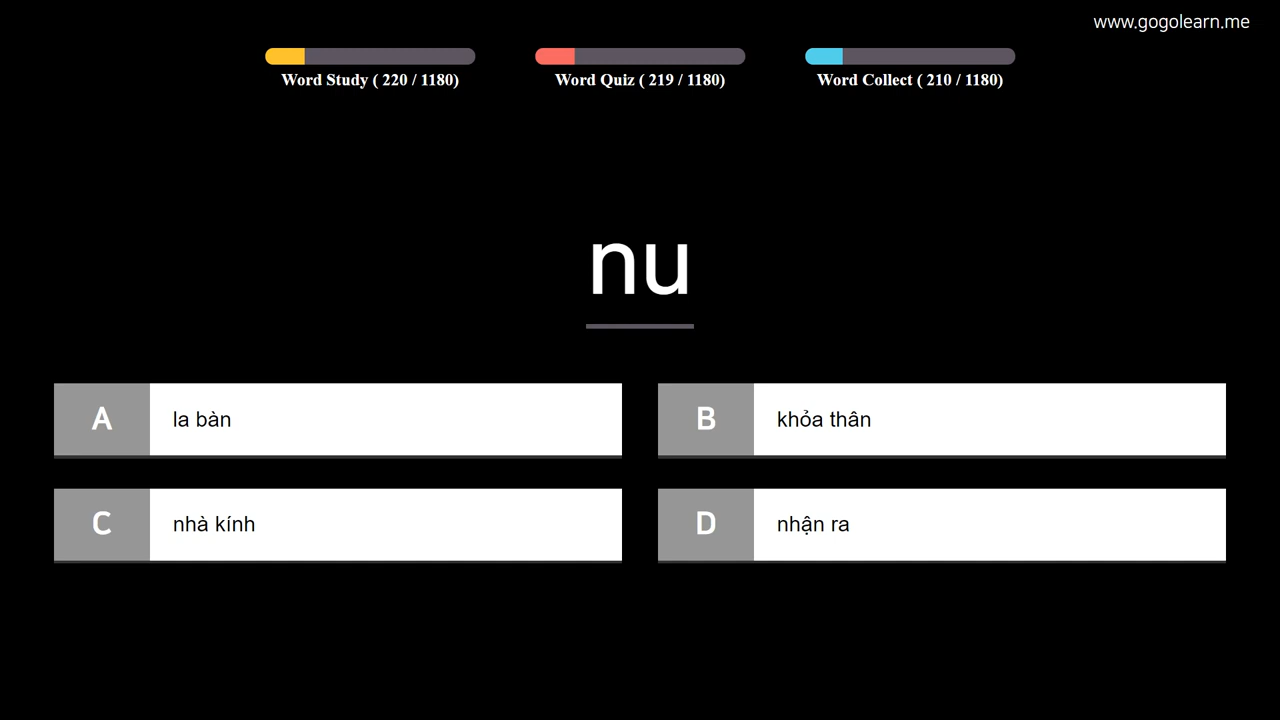 www.gogolearn.me
Word Study ( 220 / 1180)
Word Quiz ( 219 / 1180)
Word Collect ( 210 / 1180)
nu
A la bàn
B khỏa thân
C nhà kính
D nhận ra